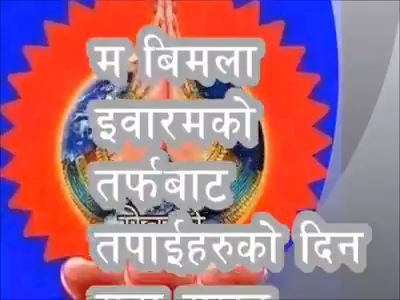 म बिमला
इवारमको
तर्फबाट
तपाईहरुको दिन